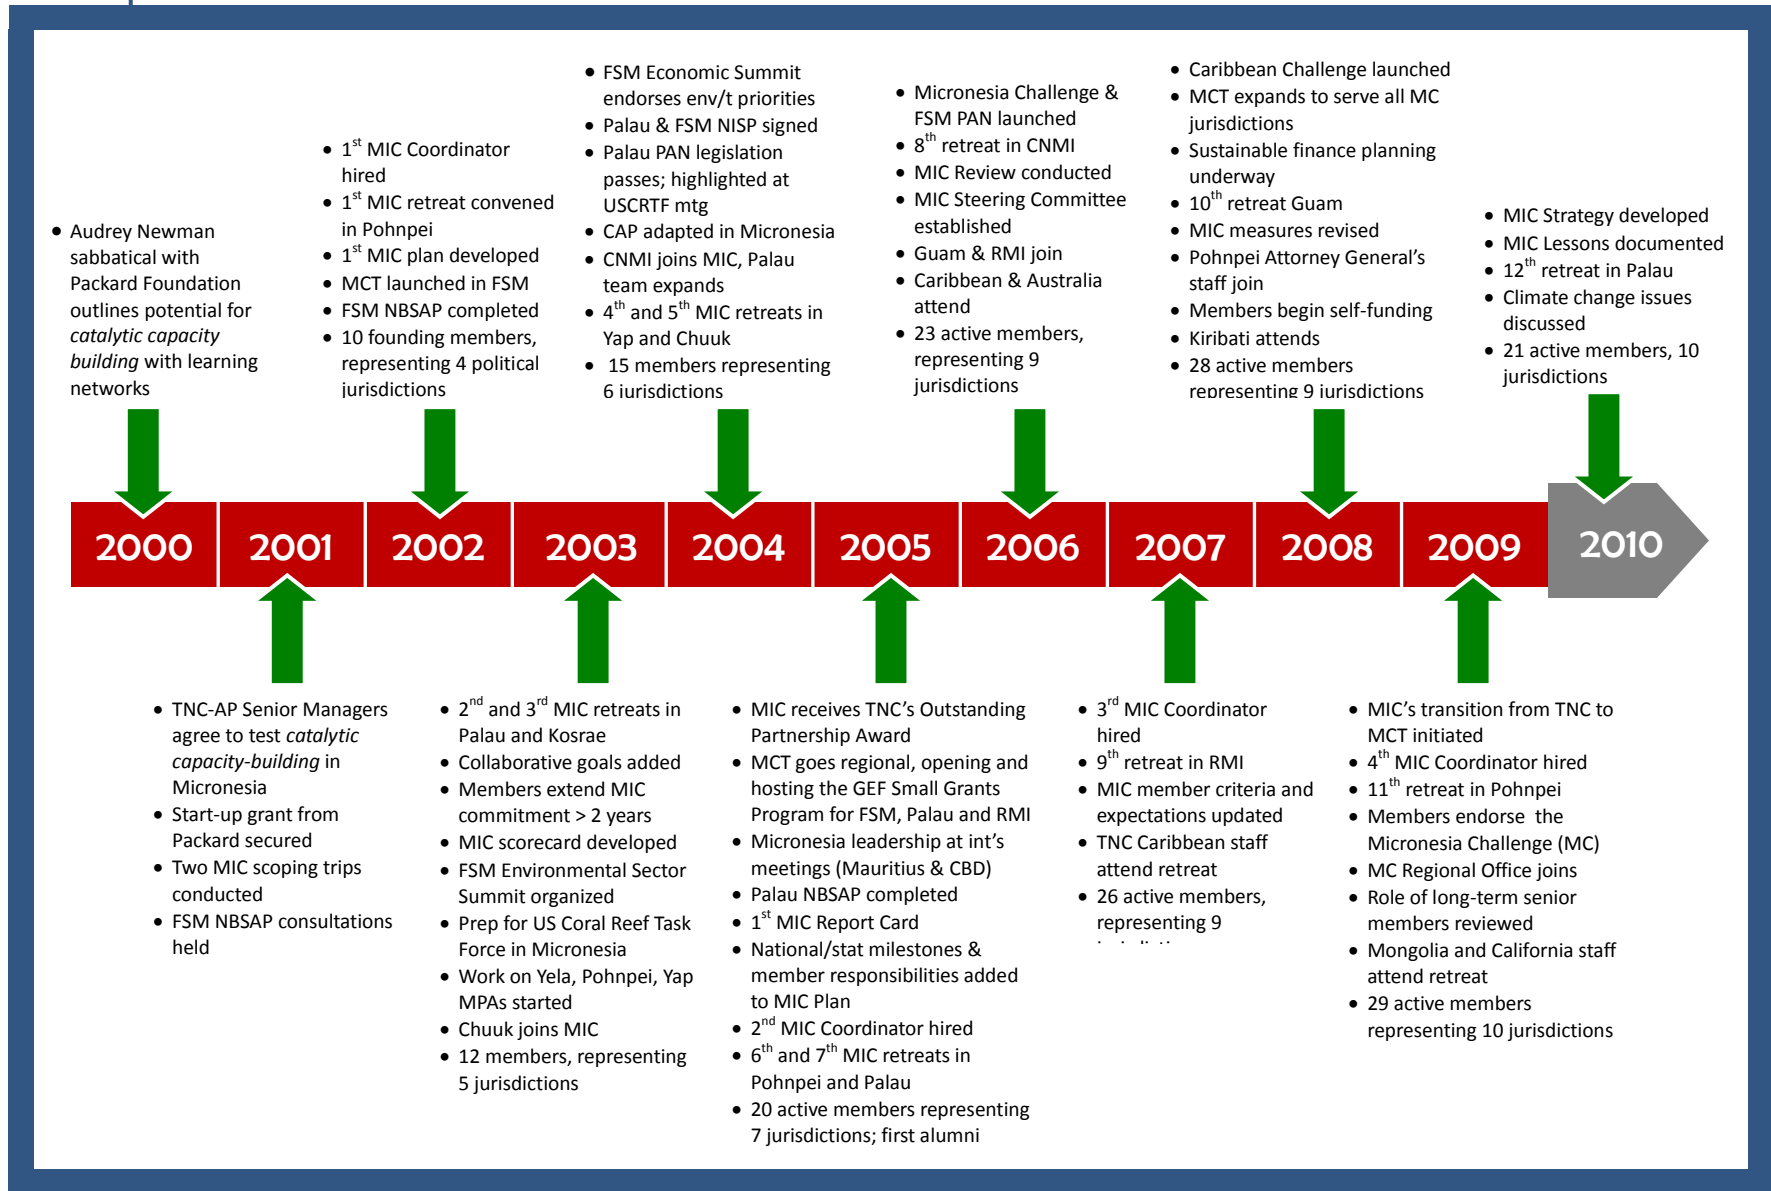 • Audrey Newman
sabbatical with
Packard Foundation
outlines potential for
catalytic capacity
building with learning
networks
• 1st MIC Coordinator
hired
• 1st MIC retreat convened
in Pohnpei
• 1st MIC plan developed
• MCT launched in FSM
• FSM NBSAP completed
• 10 founding members,
representing 4 political
jurisdictions
• FSM Economic Summit
endorses env/t priorities
• Palau & FSM NISP signed
• Palau PAN legislation
passes; highlighted at
USCRTF mtg
• CAP adapted in Micronesia
• CNMI joins MIC, Palau
team expands
• 4th and 5th MIC retreats in
Yap and Chuuk
• 15 members representing
6 jurisdictions
• Micronesia Challenge &
FSM PAN launched
• 8th retreat in CNMI
• MIC Review conducted
• MIC Steering Committee
established
• Guam & RMI join
• Caribbean & Australia
attend
• 23 active members,
representing 9
jurisdictions
• Caribbean Challenge launched
• MCT expands to serve all MC
jurisdictions
• Sustainable finance planning
underway
• 10th retreat Guam
• MIC measures revised
• Pohnpei Attorney General's
staff join
• Members begin self-funding
• Kiribati attends
• 28 active members
representing 9 jurisdictions
• MIC Strategy developed
• MIC Lessons documented
• 12th retreat in Palau
• Climate change issues
discussed
• 21 active members, 10
jurisdictions
2000 2001 2002 2003 2004 2005 2006 2007 2008 2009 2010
• TNC-AP Senior Managers
agree to test catalytic
capacity-building in
Micronesia
• Start-up grant from
Packard secured
• Two MIC scoping trips
conducted
• FSM NBSAP consultations
held
• 2nd and 3rd MIC retreats in
Palau and Kosrae
• Collaborative goals added
• Members extend MIC
commitment > 2 years
• MIC scorecard developed
• FSM Environmental Sector
Summit organized
• Prep for US Coral Reef Task
Force in Micronesia
• Work on Yela, Pohnpei, Yap
MPAs started
• Chuuk joins MIC
• 12 members, representing
5 jurisdictions
• MIC receives TNC's Outstanding
Partnership Award
• MCT goes regional, opening and
hosting the GEF Small Grants
Program for FSM, Palau and RMI
• Micronesia leadership at int's
meetings (Mauritius & CBD)
• Palau NBSAP completed
• 1st MIC Report Card
• National/stat milestones &
member responsibilities added
to MIC Plan
• 2nd MIC Coordinator hired
• 6th and 7th MIC retreats in
Pohnpei and Palau
• 20 active members representing
7 jurisdictions; first alumni
• 3rd MIC Coordinator
hired
• 9th retreat in RMI
• MIC member criteria and
expectations updated
• TNC Caribbean staff
attend retreat
• 26 active members,
representing 9
• MIC's transition from TNC to
MCT initiated
• 4th MIC Coordinator hired
• 11th retreat in Pohnpei
• Members endorse the
Micronesia Challenge (MC)
• MC Regional Office joins
• Role of long-term senior
members reviewed
• Mongolia and California staff
attend retreat
• 29 active members
representing 10 jurisdictions